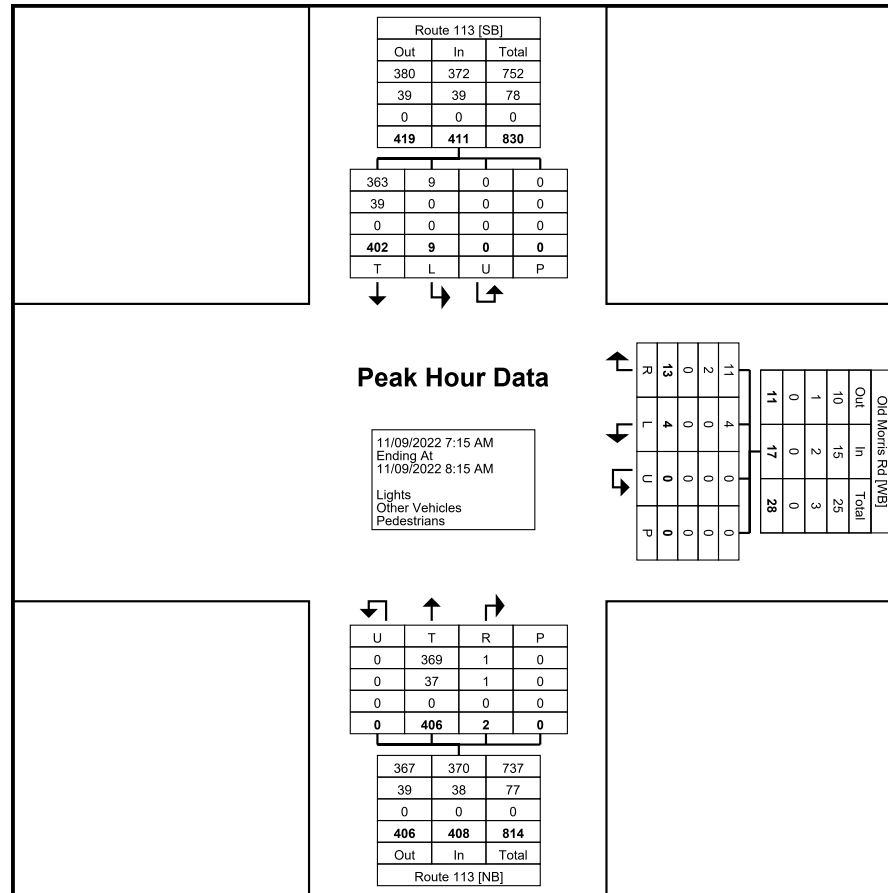 Route 113 [SB]
Out In Total
380 372 752
39 39 78
0 0 0
419 411 830
363 9 0 0
39 0 0 0
0 0 0 0
402 9 0 0
T L U P
Peak Hour Data
11/09/2022 7:15 AM
Ending At
11/09/2022 8:15 AM
Lights
Other Vehicles
Pedestrians
Old Morris Rd [WB]
Out In Total
10 15 25
1 2 3
0 0 0
11 17 28
11 4 0 0
2 0 0 0
0 0 0 0
13 4 0 0
R L U P
U T R P
0 369 1 0
0 37 1 0
0 0 0 0
0 406 2 0
367 370 737
39 38 77
0 0 0
406 408 814
Out In Total
Route 113 [NB]